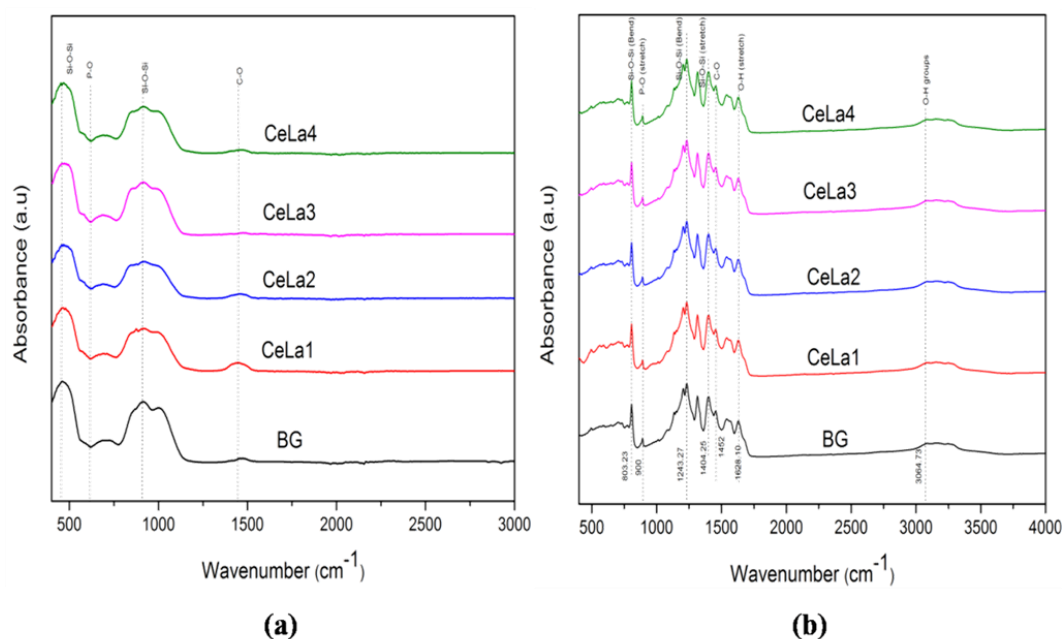 Si-O-Si
P-O
Si-O-Si
C-O
CeLa4
CeLa3
CeLa2
CeLa1
BG
Absorbance (a.u)
500 1000 1500 2000 2500 3000
Wavenumber (cm⁻¹)
(a)
Si-O-Si (Bend)
P-O (stretch)
Si-O-Si (Bend)
Si-O-Si (stretch)
C-O
O-H (stretch)
O-H groups
CeLa4
CeLa3
CeLa2
CeLa1
BG
803.23
900
1243.27
1404.25
1452
1628.10
3064.73
Absorbance (a.u)
500 1000 1500 2000 2500 3000 3500 4000
Wavenumber (cm⁻¹)
(b)